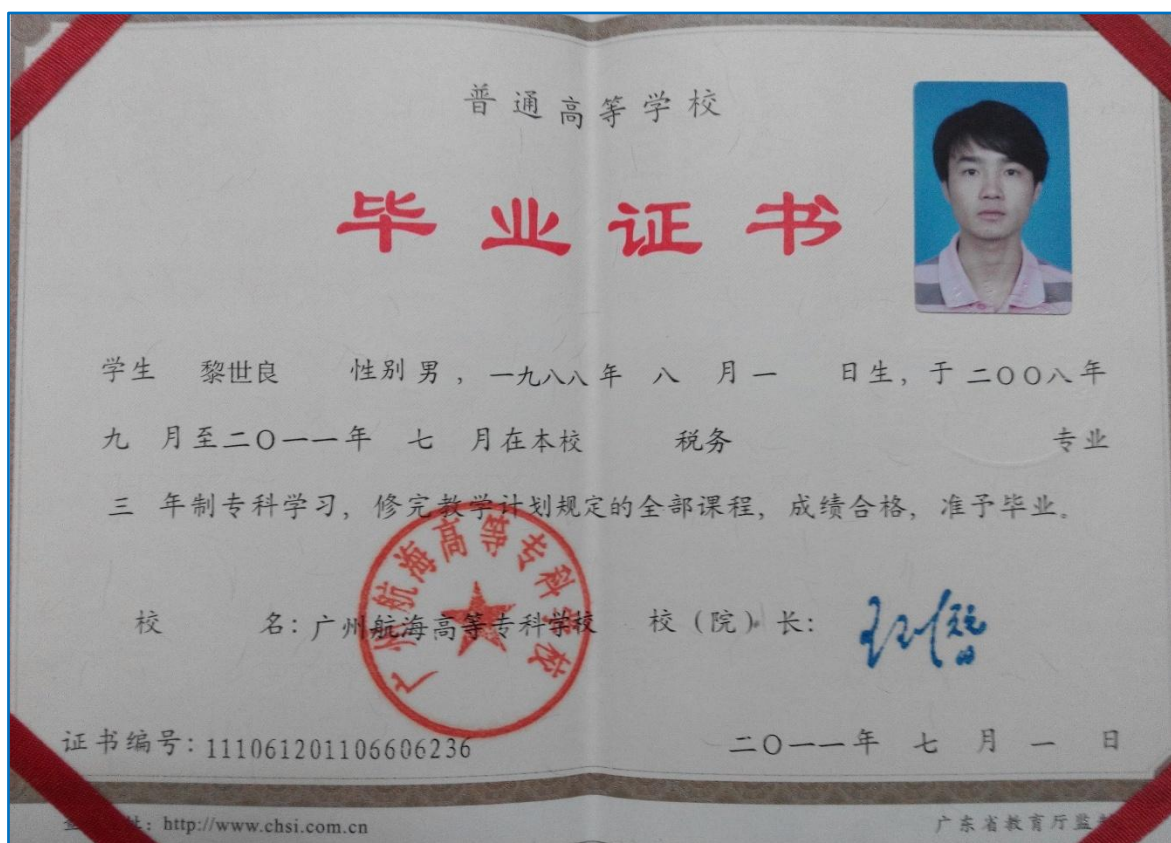 普通高等学校
毕业证书
学生 黎世良 性别 男，一九八八年 八 月一 日生，于二〇〇八年
九 月至二〇一一年 七 月在本校 税务 专业
三 年制专科学习，修完教学计划规定的全部课程，成绩合格，准予毕业。
校 名：广州航海高等专科学校 校（院）长：
广州航海高等专科学校
证书编号：111061201106606236 二〇一一年 七 月 一 日
http://www.chsi.com.cn 广东省教育厅监